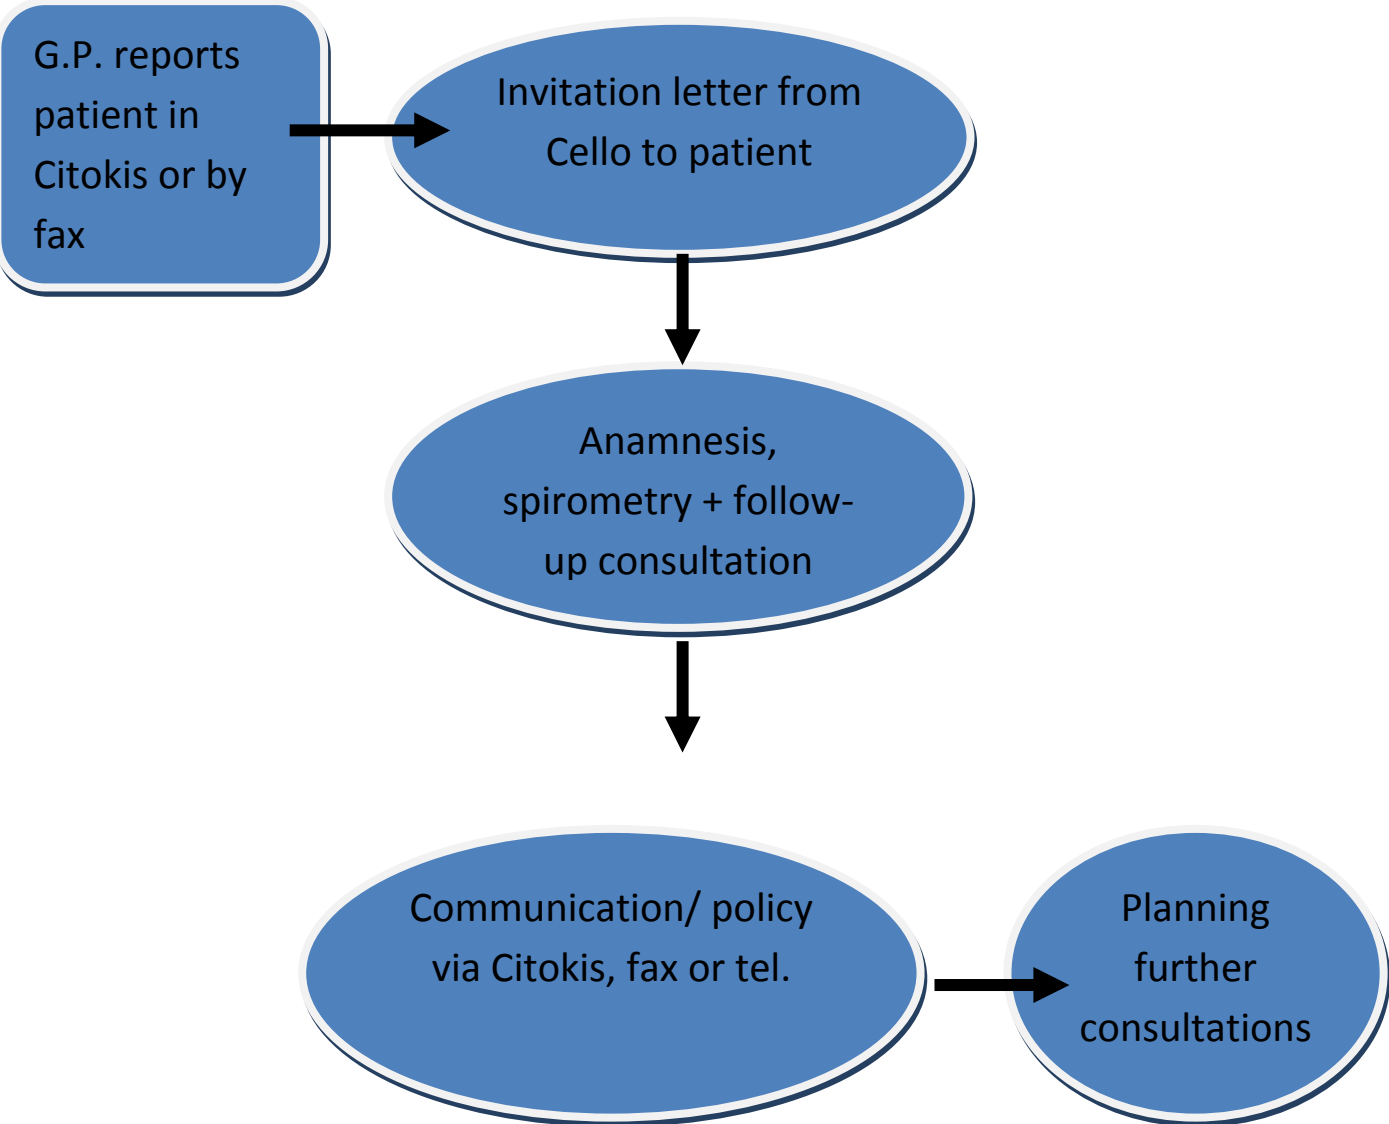 G.P. reports
patient in
Citokis or by
fax
Invitation letter from
Cello to patient
Anamnesis,
spirometry + follow-
up consultation
Communication/ policy
via Citokis, fax or tel.
Planning
further
consultations